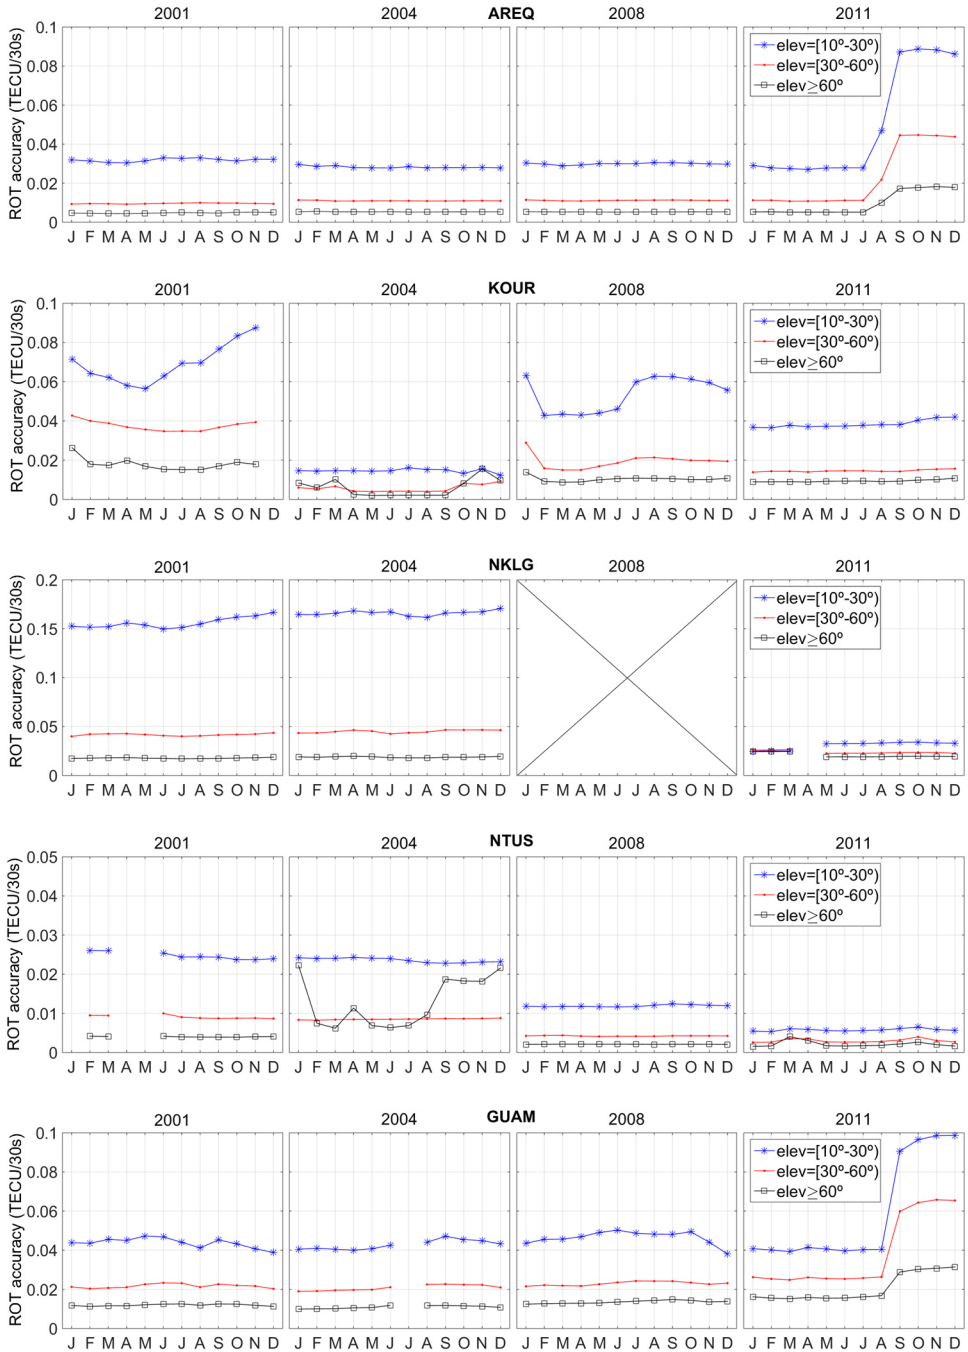 2001 2004 AREQ 2008 2011
ROT accuracy (TECU/30s)
0.1
0.08
0.06
0.04
0.02
0
elev=[10º-30º)
elev=[30º-60º)
elev≥60º
J F M A M J J A S O N D J F M A M J J A S O N D J F M A M J J A S O N D J F M A M J J A S O N D
2001 2004 KOUR 2008 2011
ROT accuracy (TECU/30s)
0.1
0.08
0.06
0.04
0.02
0
elev=[10º-30º)
elev=[30º-60º)
elev≥60º
J F M A M J J A S O N D J F M A M J J A S O N D J F M A M J J A S O N D J F M A M J J A S O N D
2001 2004 NKLG 2008 2011
ROT accuracy (TECU/30s)
0.2
0.15
0.1
0.05
0
elev=[10º-30º)
elev=[30º-60º)
elev≥60º
J F M A M J J A S O N D J F M A M J J A S O N D J F M A M J J A S O N D J F M A M J J A S O N D
2001 2004 NTUS 2008 2011
ROT accuracy (TECU/30s)
0.05
0.04
0.03
0.02
0.01
0
elev=[10º-30º)
elev=[30º-60º)
elev≥60º
J F M A M J J A S O N D J F M A M J J A S O N D J F M A M J J A S O N D J F M A M J J A S O N D
2001 2004 GUAM 2008 2011
ROT accuracy (TECU/30s)
0.1
0.08
0.06
0.04
0.02
0
elev=[10º-30º)
elev=[30º-60º)
elev≥60º
J F M A M J J A S O N D J F M A M J J A S O N D J F M A M J J A S O N D J F M A M J J A S O N D